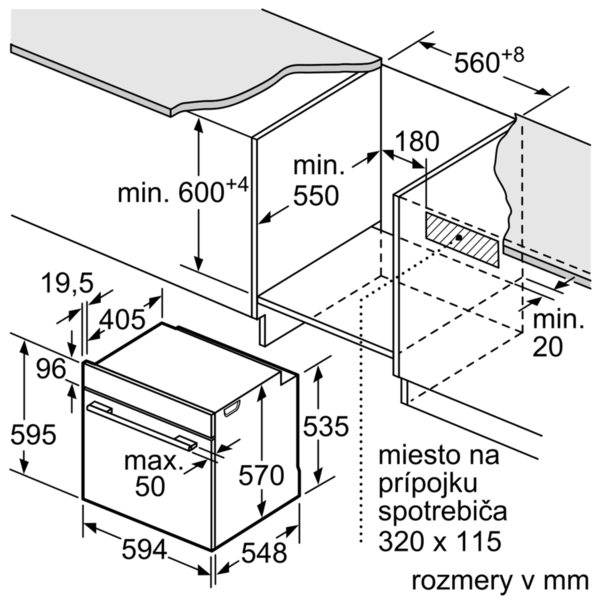 560+8
180
min.
550
min. 600+4
19,5
405
min.
20
96
595
535
max.
50
570
594
548
miesto na
prípojku
spotrebiča
320 x 115
rozmery v mm